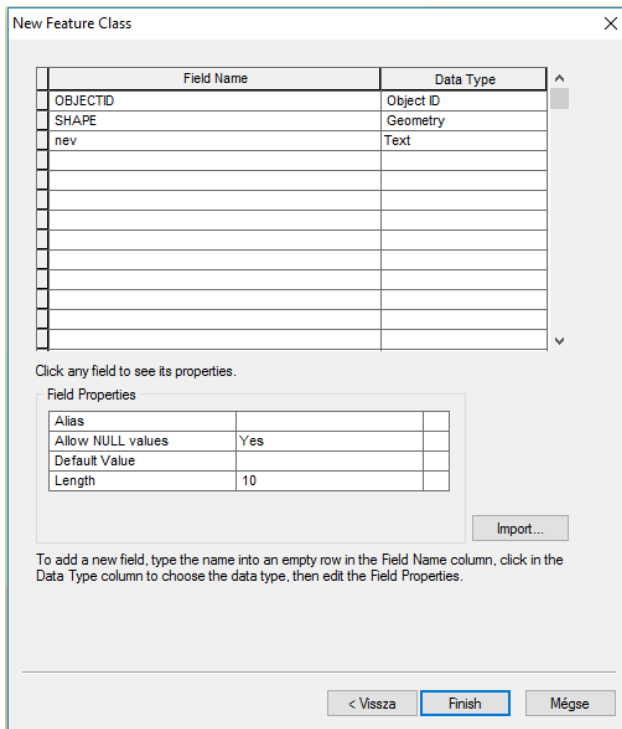 New Feature Class
Field Name Data Type
OBJECTID Object ID
SHAPE Geometry
nev Text
Click any field to see its properties.
Field Properties
Alias
Allow NULL values Yes
Default Value
Length 10
Import...
To add a new field, type the name into an empty row in the Field Name column, click in the
Data Type column to choose the data type, then edit the Field Properties.
< Vissza Finish Mégse